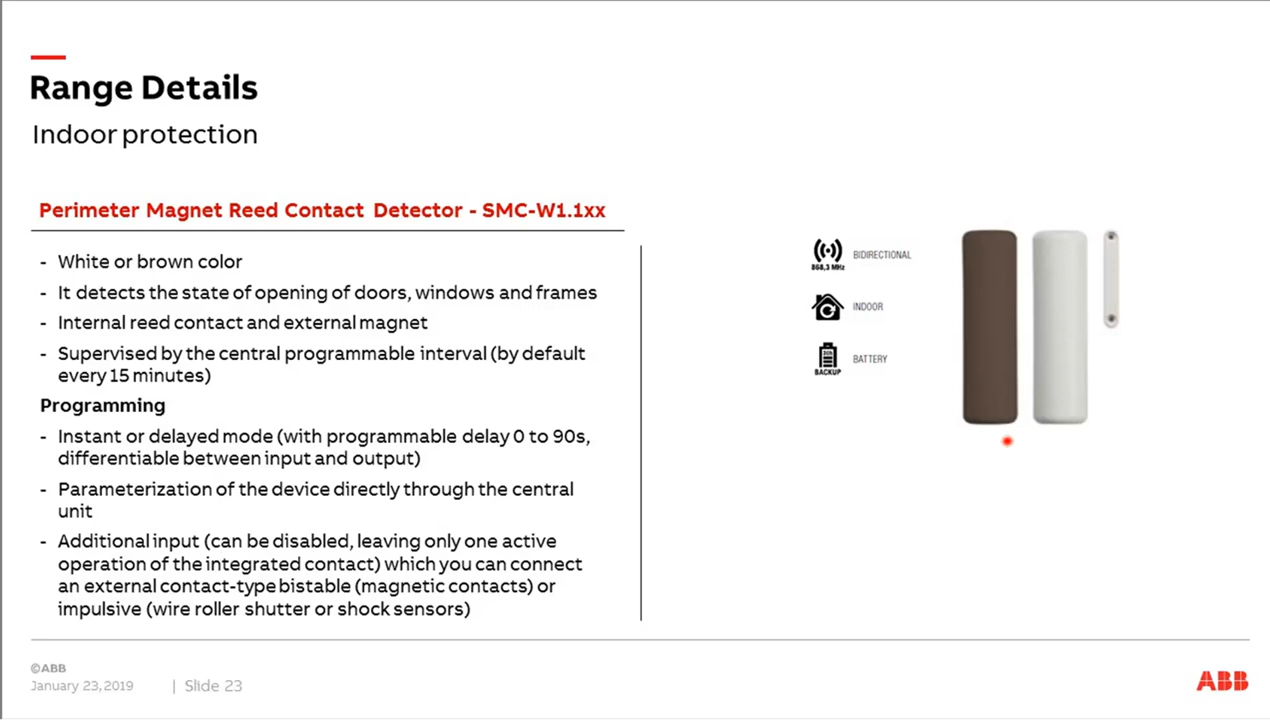 Range Details
Indoor protection
Perimeter Magnet Reed Contact Detector - SMC-W1.1xx
- White or brown color
- It detects the state of opening of doors, windows and frames
- Internal reed contact and external magnet
- Supervised by the central programmable interval (by default
every 15 minutes)
Programming
- Instant or delayed mode (with programmable delay 0 to 90s,
differentiable between input and output)
- Parameterization of the device directly through the central
unit
- Additional input (can be disabled, leaving only one active
operation of the integrated contact) which you can connect
an external contact-type bistable (magnetic contacts) or
impulsive (wire roller shutter or shock sensors)
BIDIRECTIONAL
868,3 MHz
INDOOR
BATTERY
BACKUP
©ABB
January 23, 2019 | Slide 23
ABB